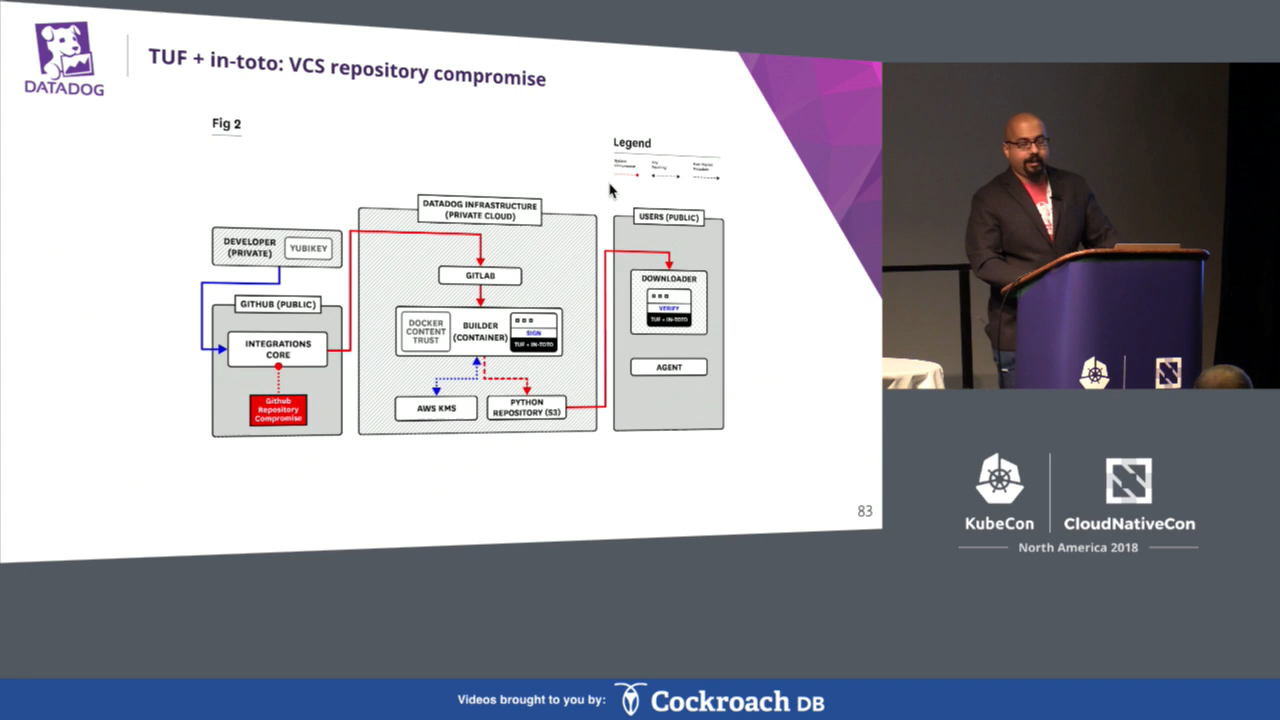 DATADOG
TUF + in-toto: VCS repository compromise
Fig 2
Legend
DATADOG INFRASTRUCTURE
(PRIVATE CLOUD)
USERS (PUBLIC)
DEVELOPER
(PRIVATE)
YUBIKEY
GITHUB (PUBLIC)
INTEGRATIONS
CORE
Github
Repository
Compromise
GITLAB
DOCKER
CONTENT
TRUST
BUILDER
(CONTAINER)
SIGN
TUF + IN-TOTO
AWS KMS
PYTHON
REPOSITORY (S3)
DOWNLOADER
VERIFY
TUF + IN-TOTO
AGENT
83
KubeCon
CloudNativeCon
North America 2018
Videos brought to you by:
Cockroach DB